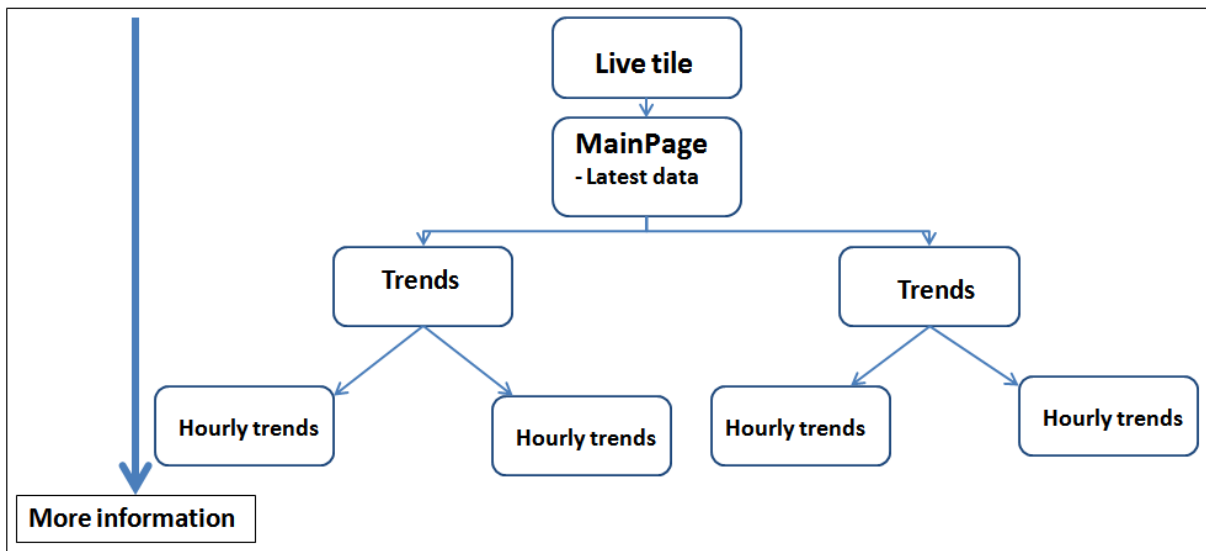 Live tile
MainPage
- Latest data
Trends
Trends
Hourly trends
Hourly trends
Hourly trends
Hourly trends
More information